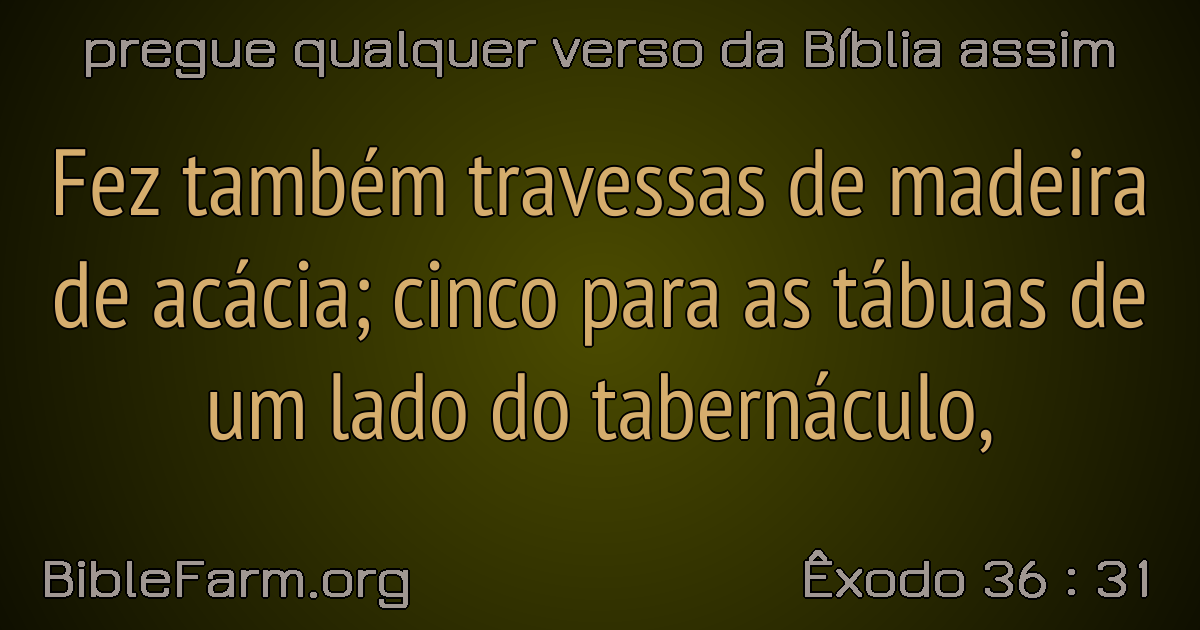 pregue qualquer verso da Bíblia assim
Fez também travessas de madeira
de acácia; cinco para as tábuas de
um lado do tabernáculo,
BibleFarm.org
Êxodo 36 : 31